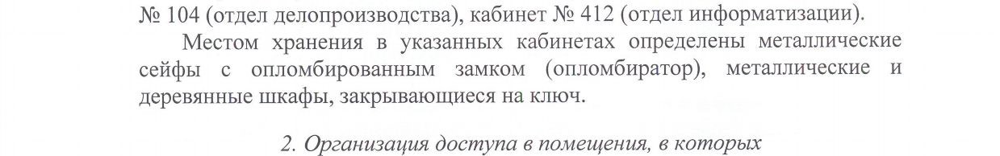 № 104 (отдел делопроизводства), кабинет № 412 (отдел информатизации).
Местом хранения в указанных кабинетах определены металлические
сейфы с опломбированным замком (опломбиратор), металлические и
деревянные шкафы, закрывающиеся на ключ.
2. Организация доступа в помещения, в которых